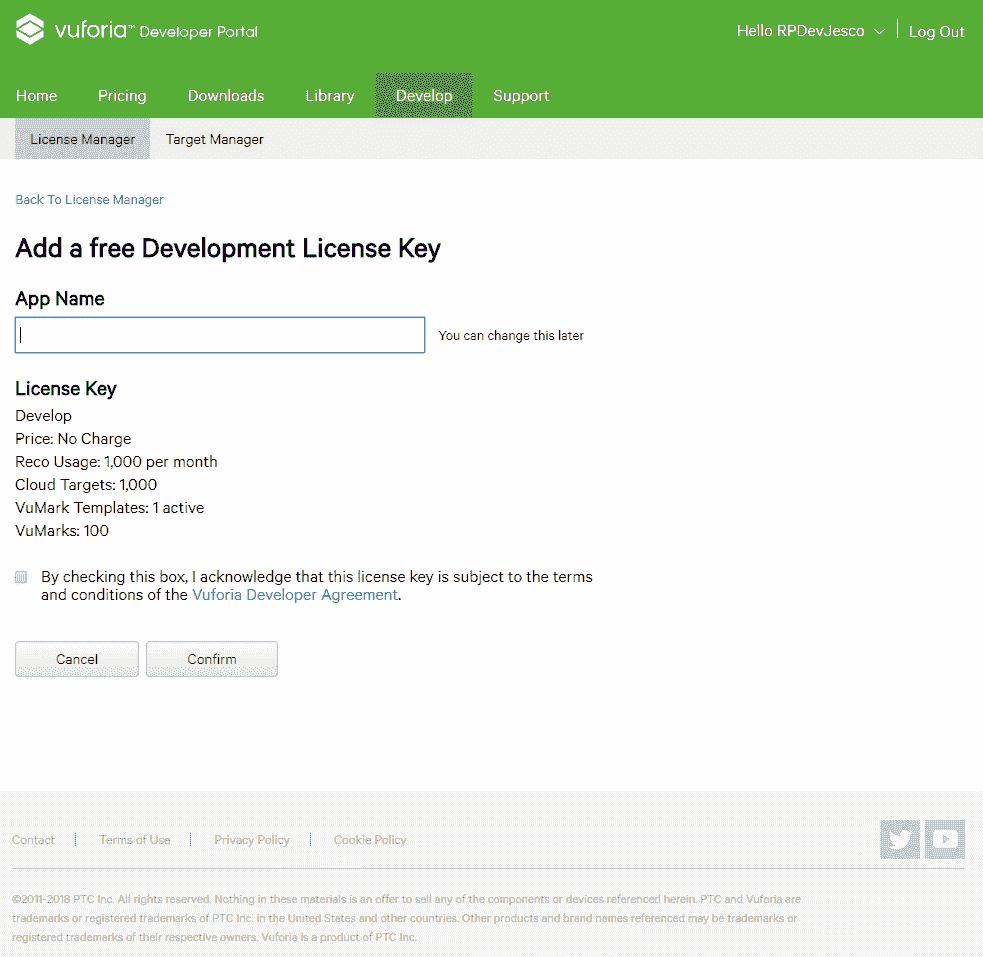 vuforia™ Developer Portal
Hello RPDevJesco
Log Out
Home Pricing Downloads Library Develop Support
License Manager Target Manager
Back To License Manager
Add a free Development License Key
App Name
You can change this later
License Key
Develop
Price: No Charge
Reco Usage: 1,000 per month
Cloud Targets: 1,000
VuMark Templates: 1 active
VuMarks: 100
By checking this box, I acknowledge that this license key is subject to the terms
and conditions of the Vuforia Developer Agreement.
Cancel Confirm
Contact Terms of Use Privacy Policy Cookie Policy
©2011-2018 PTC Inc. All rights reserved. Nothing in these materials is an offer to sell any of the components or devices referenced herein. PTC and Vuforia are
trademarks or registered trademarks of PTC Inc. in the United States and other countries. Other products and brand names referenced may be trademarks or
registered trademarks of their respective owners. Vuforia is a product of PTC Inc.